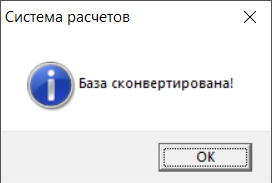 Система расчетов
База сконвертирована!
OK